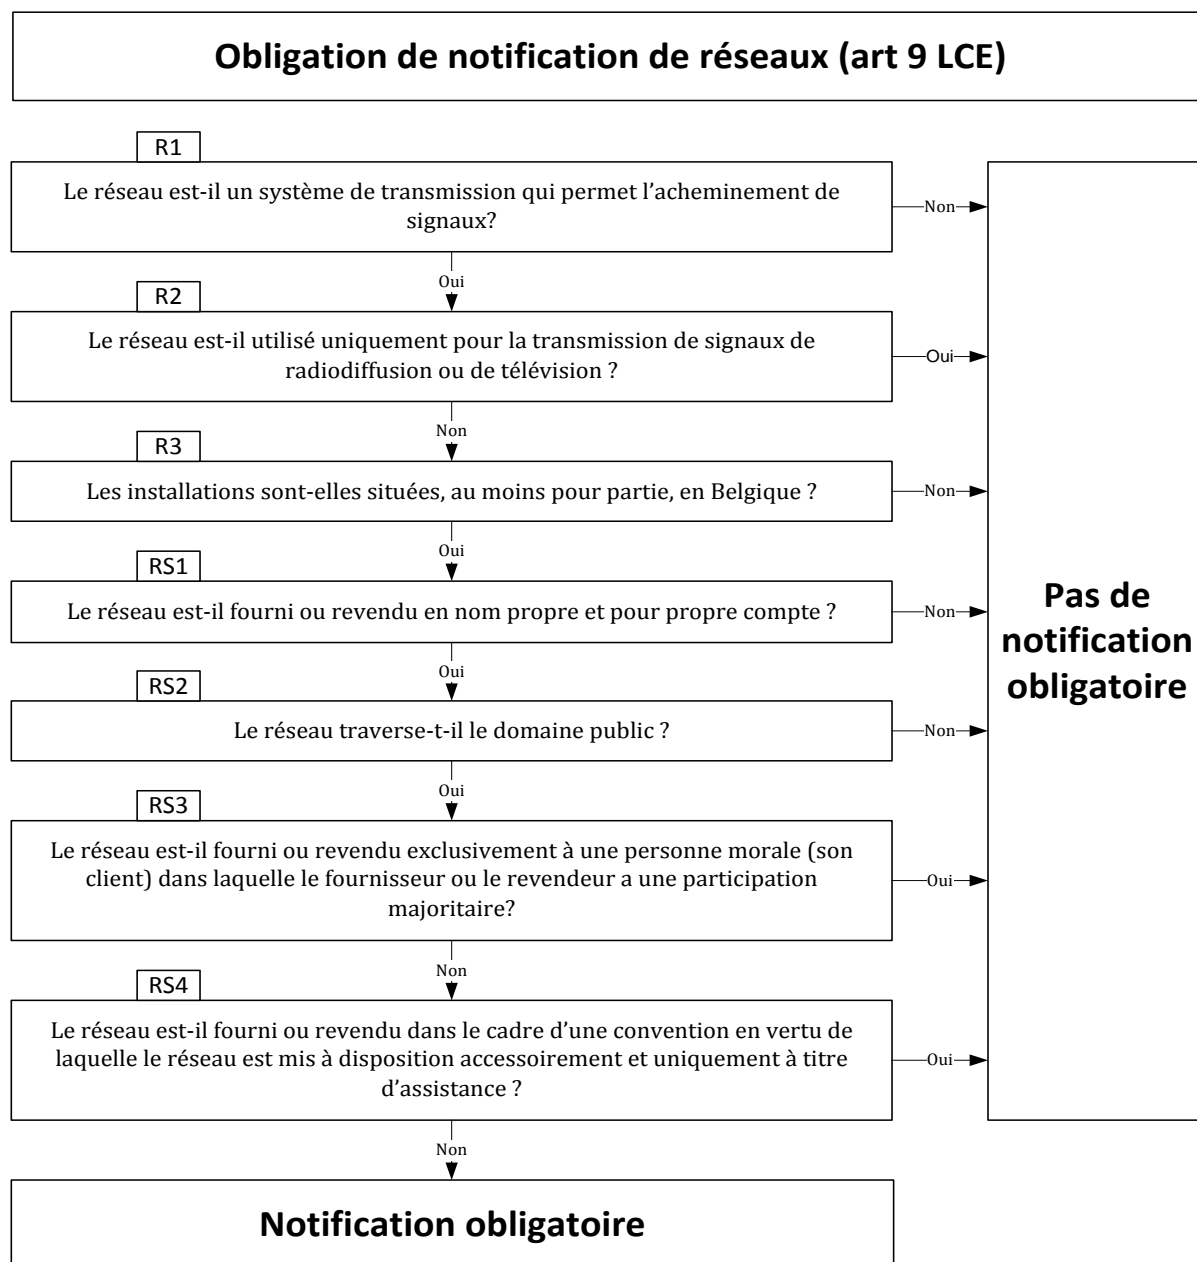 Obligation de notification de réseaux (art 9 LCE)
R1
Le réseau est-il un système de transmission qui permet l’acheminement de
signaux?
Non
Oui
R2
Le réseau est-il utilisé uniquement pour la transmission de signaux de
radiodiffusion ou de télévision ?
Oui
Non
R3
Les installations sont-elles situées, au moins pour partie, en Belgique ?
Non
Oui
RS1
Le réseau est-il fourni ou revendu en nom propre et pour propre compte ?
Non
Oui
RS2
Le réseau traverse-t-il le domaine public ?
Non
Oui
RS3
Le réseau est-il fourni ou revendu exclusivement à une personne morale (son
client) dans laquelle le fournisseur ou le revendeur a une participation
majoritaire?
Oui
Non
RS4
Le réseau est-il fourni ou revendu dans le cadre d’une convention en vertu de
laquelle le réseau est mis à disposition accessoirement et uniquement à titre
d’assistance ?
Oui
Non
Notification obligatoire
Pas de
notification
obligatoire